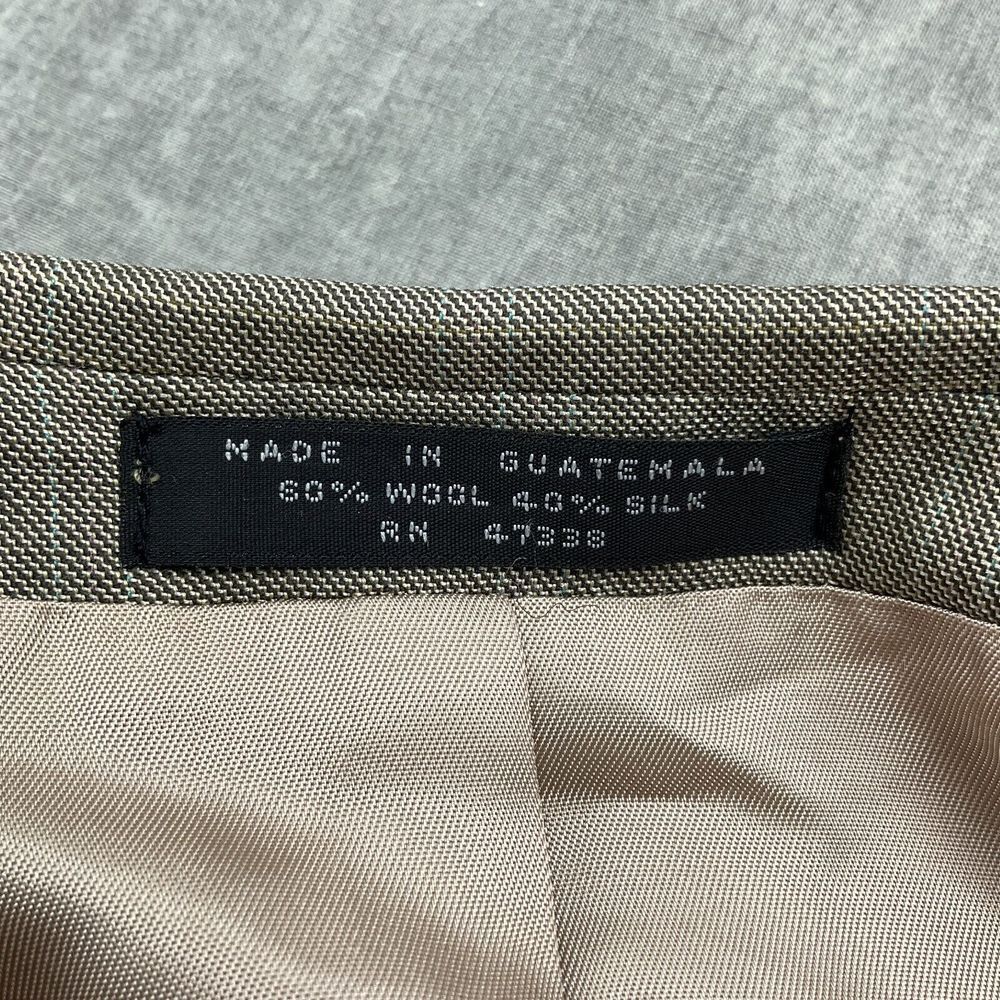 MADE IN GUATEMALA
60% WOOL 40% SILK
RN 47338